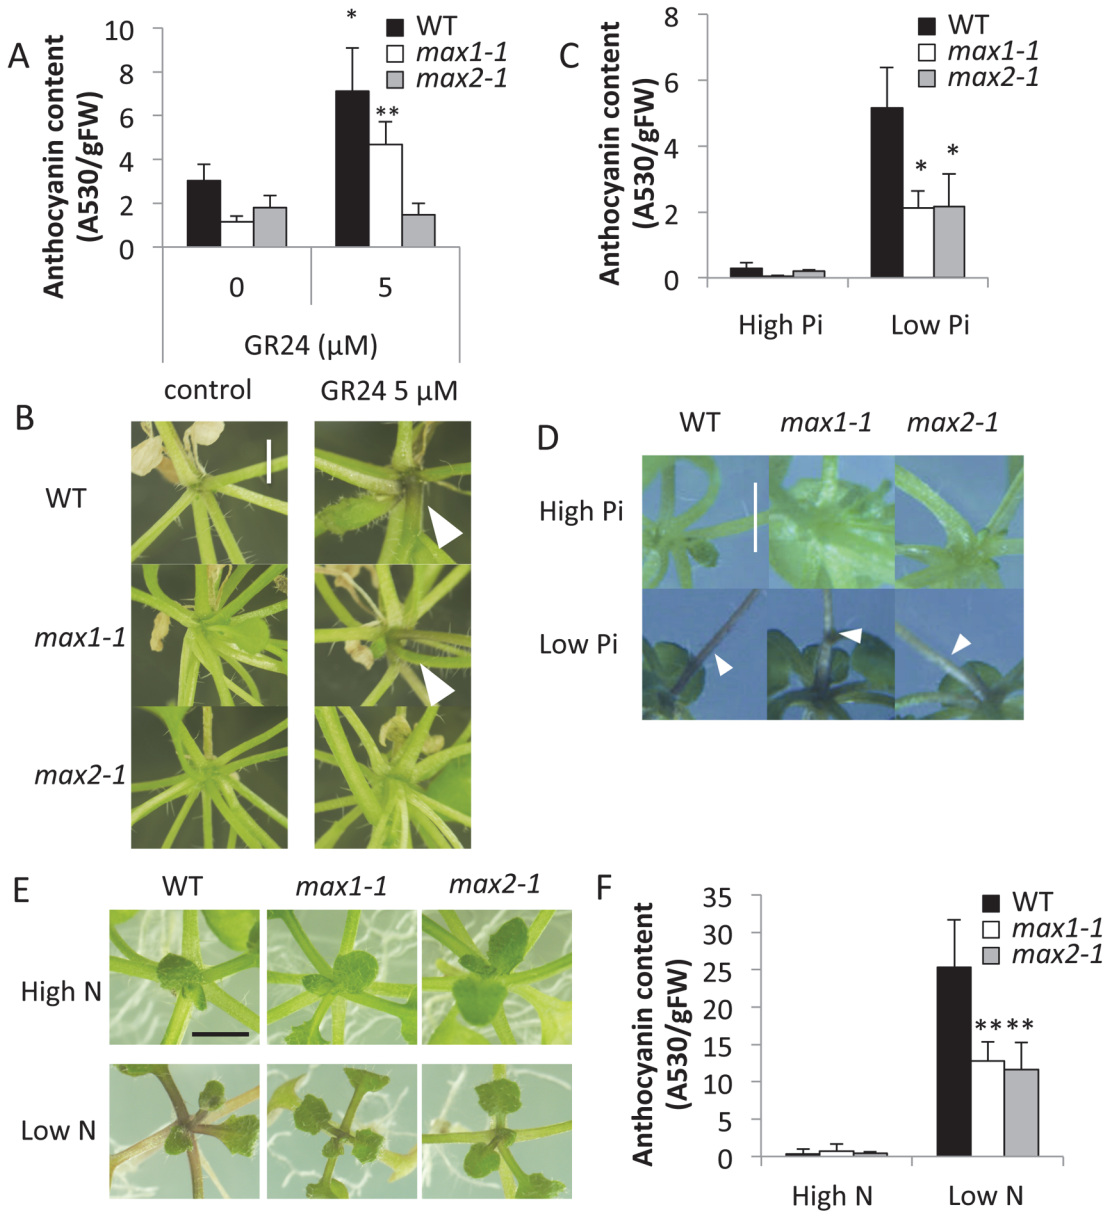 A
Anthocyanin content
(A530/gFW)
10
8
6
4
2
0
*
**
WT
max1-1
max2-1
0
5
GR24 (μM)
C
Anthocyanin content
(A530/gFW)
8
6
4
2
0
*
*
WT
max1-1
max2-1
High Pi
Low Pi
B
control
GR24 5 μM
WT
max1-1
max2-1
D
WT
max1-1
max2-1
High Pi
Low Pi
E
WT
max1-1
max2-1
High N
Low N
F
Anthocyanin content
(A530/gFW)
35
30
25
20
15
10
5
0
**
**
WT
max1-1
max2-1
High N
Low N